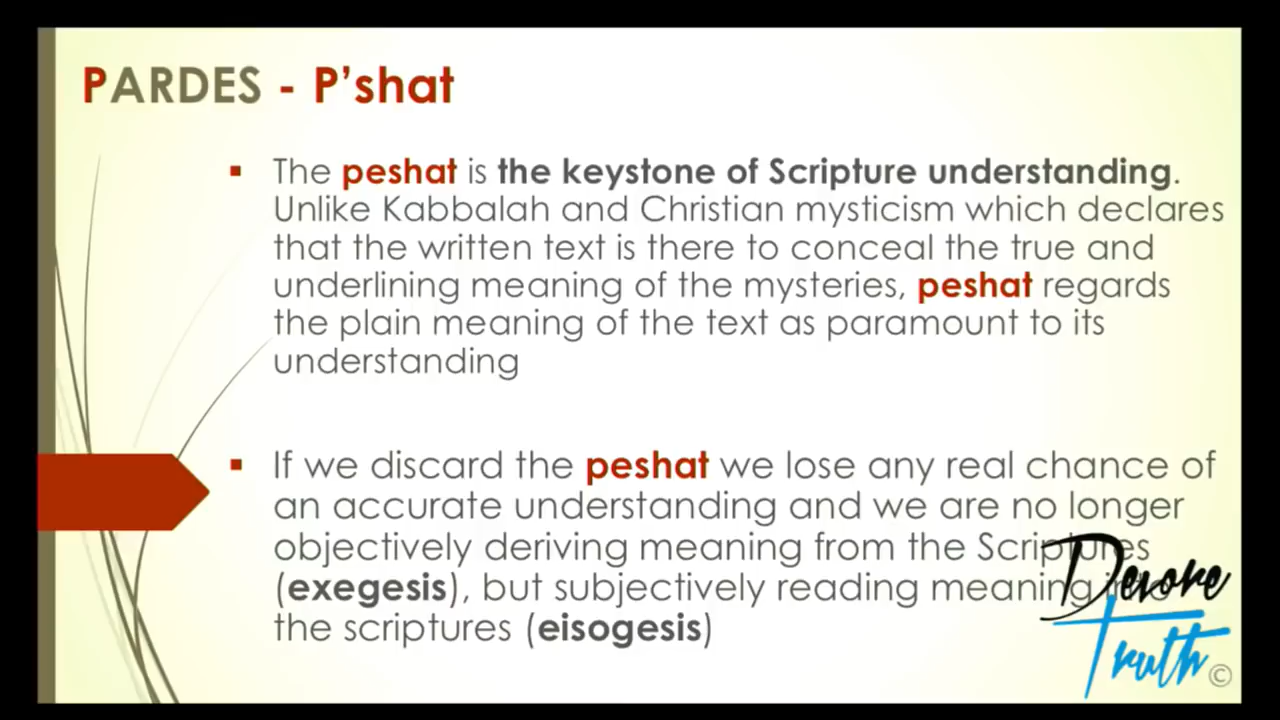 PARDES - P'shat
▪ The peshat is the keystone of Scripture understanding.
Unlike Kabbalah and Christian mysticism which declares
that the written text is there to conceal the true and
underlining meaning of the mysteries, peshat regards
the plain meaning of the text as paramount to its
understanding
▪ If we discard the peshat we lose any real chance of
an accurate understanding and we are no longer
objectively deriving meaning from the Scriptures
(exegesis), but subjectively reading meaning
the scriptures (eisogesis)
Devore
Truth ©